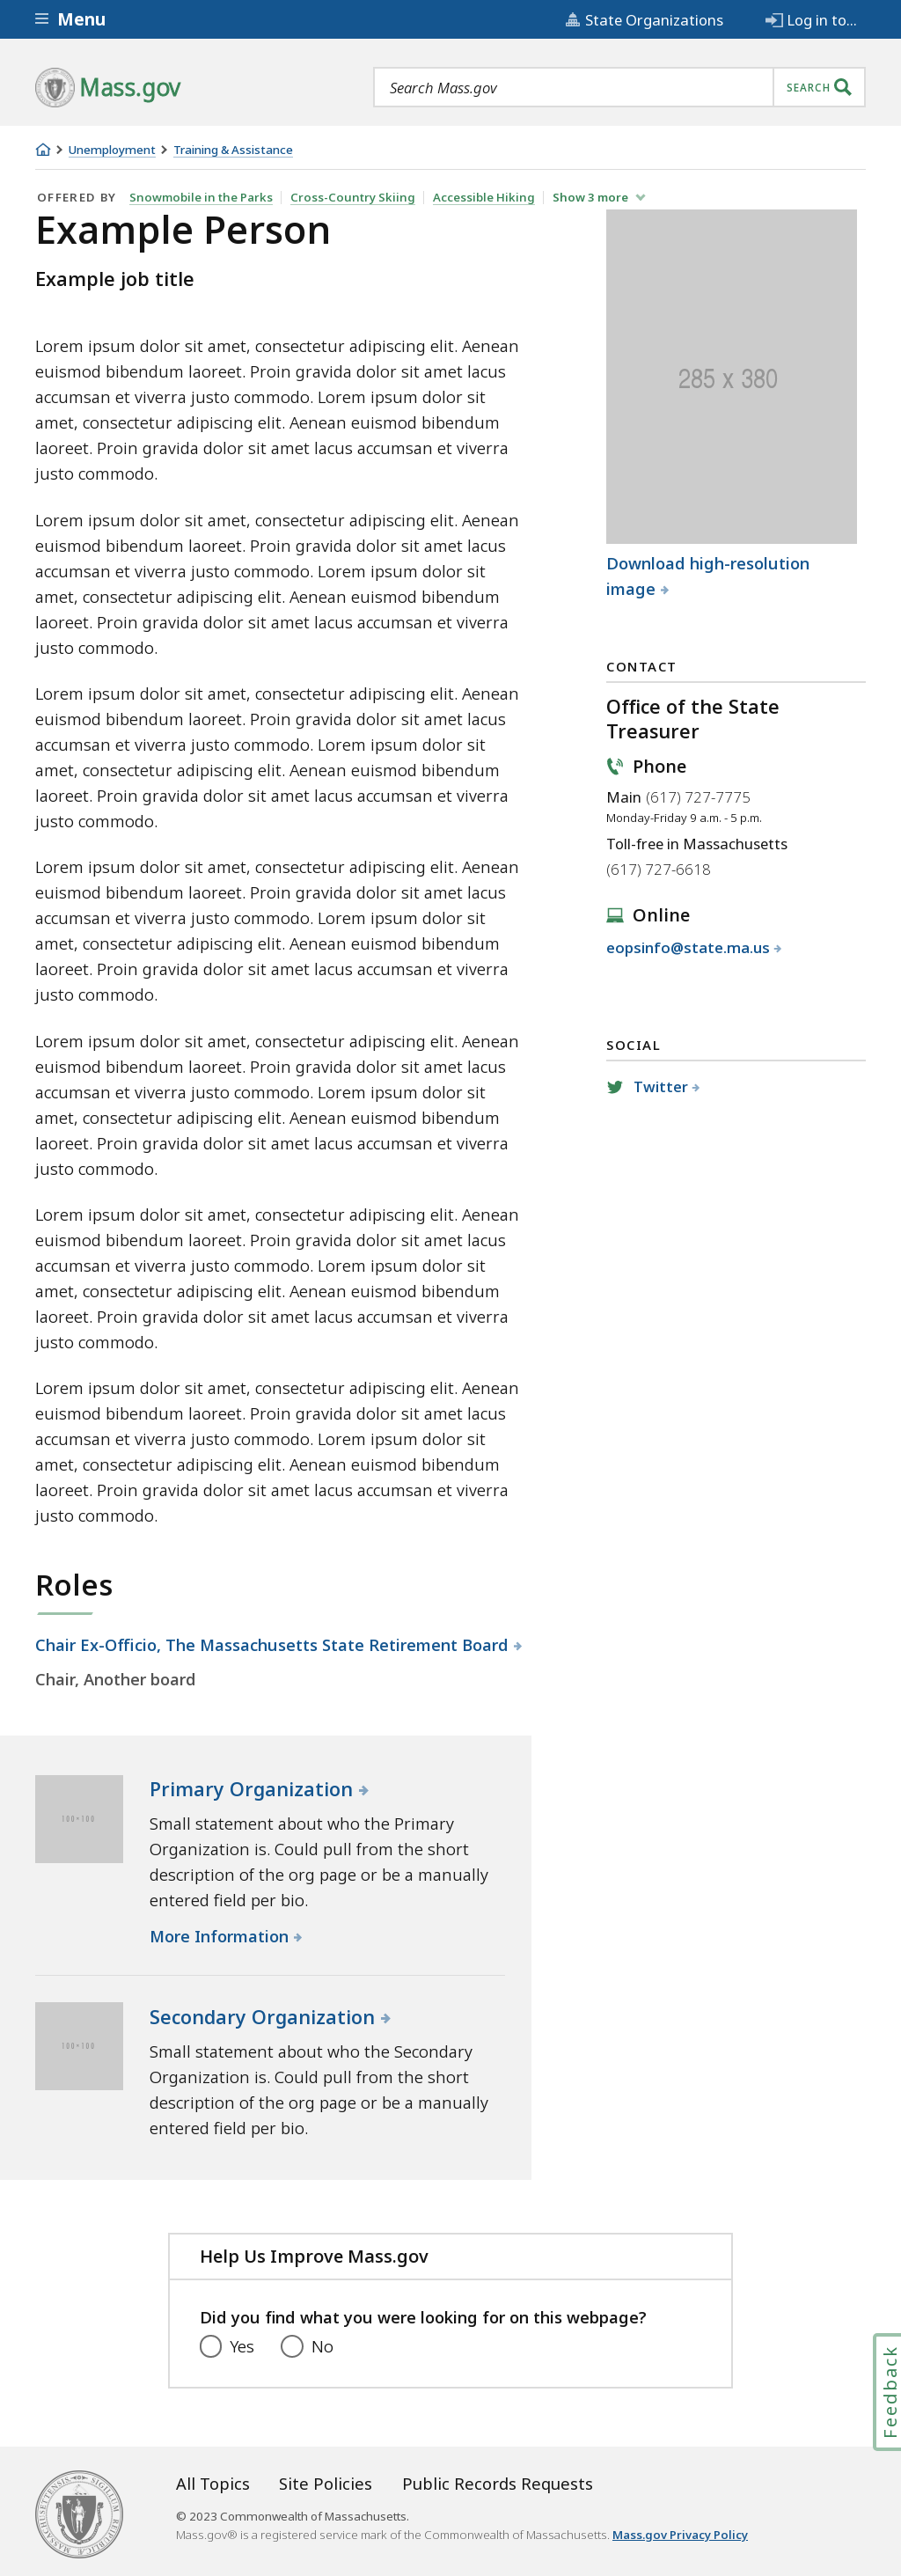 Menu
State Organizations
Log in to...
Mass.gov
Search Mass.gov
SEARCH
Unemployment
Training & Assistance
OFFERED BY Snowmobile in the Parks Cross-Country Skiing Accessible Hiking Show 3 more
Example Person
Example job title
Lorem ipsum dolor sit amet, consectetur adipiscing elit. Aenean
euismod bibendum laoreet. Proin gravida dolor sit amet lacus
accumsan et viverra justo commodo. Lorem ipsum dolor sit
amet, consectetur adipiscing elit. Aenean euismod bibendum
laoreet. Proin gravida dolor sit amet lacus accumsan et viverra
justo commodo.
Lorem ipsum dolor sit amet, consectetur adipiscing elit. Aenean
euismod bibendum laoreet. Proin gravida dolor sit amet lacus
accumsan et viverra justo commodo. Lorem ipsum dolor sit
amet, consectetur adipiscing elit. Aenean euismod bibendum
laoreet. Proin gravida dolor sit amet lacus accumsan et viverra
justo commodo.
Lorem ipsum dolor sit amet, consectetur adipiscing elit. Aenean
euismod bibendum laoreet. Proin gravida dolor sit amet lacus
accumsan et viverra justo commodo. Lorem ipsum dolor sit
amet, consectetur adipiscing elit. Aenean euismod bibendum
laoreet. Proin gravida dolor sit amet lacus accumsan et viverra
justo commodo.
Lorem ipsum dolor sit amet, consectetur adipiscing elit. Aenean
euismod bibendum laoreet. Proin gravida dolor sit amet lacus
accumsan et viverra justo commodo. Lorem ipsum dolor sit
amet, consectetur adipiscing elit. Aenean euismod bibendum
laoreet. Proin gravida dolor sit amet lacus accumsan et viverra
justo commodo.
Lorem ipsum dolor sit amet, consectetur adipiscing elit. Aenean
euismod bibendum laoreet. Proin gravida dolor sit amet lacus
accumsan et viverra justo commodo. Lorem ipsum dolor sit
amet, consectetur adipiscing elit. Aenean euismod bibendum
laoreet. Proin gravida dolor sit amet lacus accumsan et viverra
justo commodo.
Lorem ipsum dolor sit amet, consectetur adipiscing elit. Aenean
euismod bibendum laoreet. Proin gravida dolor sit amet lacus
accumsan et viverra justo commodo. Lorem ipsum dolor sit
amet, consectetur adipiscing elit. Aenean euismod bibendum
laoreet. Proin gravida dolor sit amet lacus accumsan et viverra
justo commodo.
Lorem ipsum dolor sit amet, consectetur adipiscing elit. Aenean
euismod bibendum laoreet. Proin gravida dolor sit amet lacus
accumsan et viverra justo commodo. Lorem ipsum dolor sit
amet, consectetur adipiscing elit. Aenean euismod bibendum
laoreet. Proin gravida dolor sit amet lacus accumsan et viverra
justo commodo.
285 x 380
Download high-resolution
image
CONTACT
Office of the State
Treasurer
Phone
Main (617) 727-7775
Monday-Friday 9 a.m. - 5 p.m.
Toll-free in Massachusetts
(617) 727-6618
Online
eopsinfo@state.ma.us
SOCIAL
Twitter
Roles
Chair Ex-Officio, The Massachusetts State Retirement Board
Chair, Another board
100×100
Primary Organization
Small statement about who the Primary
Organization is. Could pull from the short
description of the org page or be a manually
entered field per bio.
More Information
100×100
Secondary Organization
Small statement about who the Secondary
Organization is. Could pull from the short
description of the org page or be a manually
entered field per bio.
Help Us Improve Mass.gov
Did you find what you were looking for on this webpage?
Yes No
Feedback
All Topics Site Policies Public Records Requests
© 2023 Commonwealth of Massachusetts.
Mass.gov® is a registered service mark of the Commonwealth of Massachusetts. Mass.gov Privacy Policy